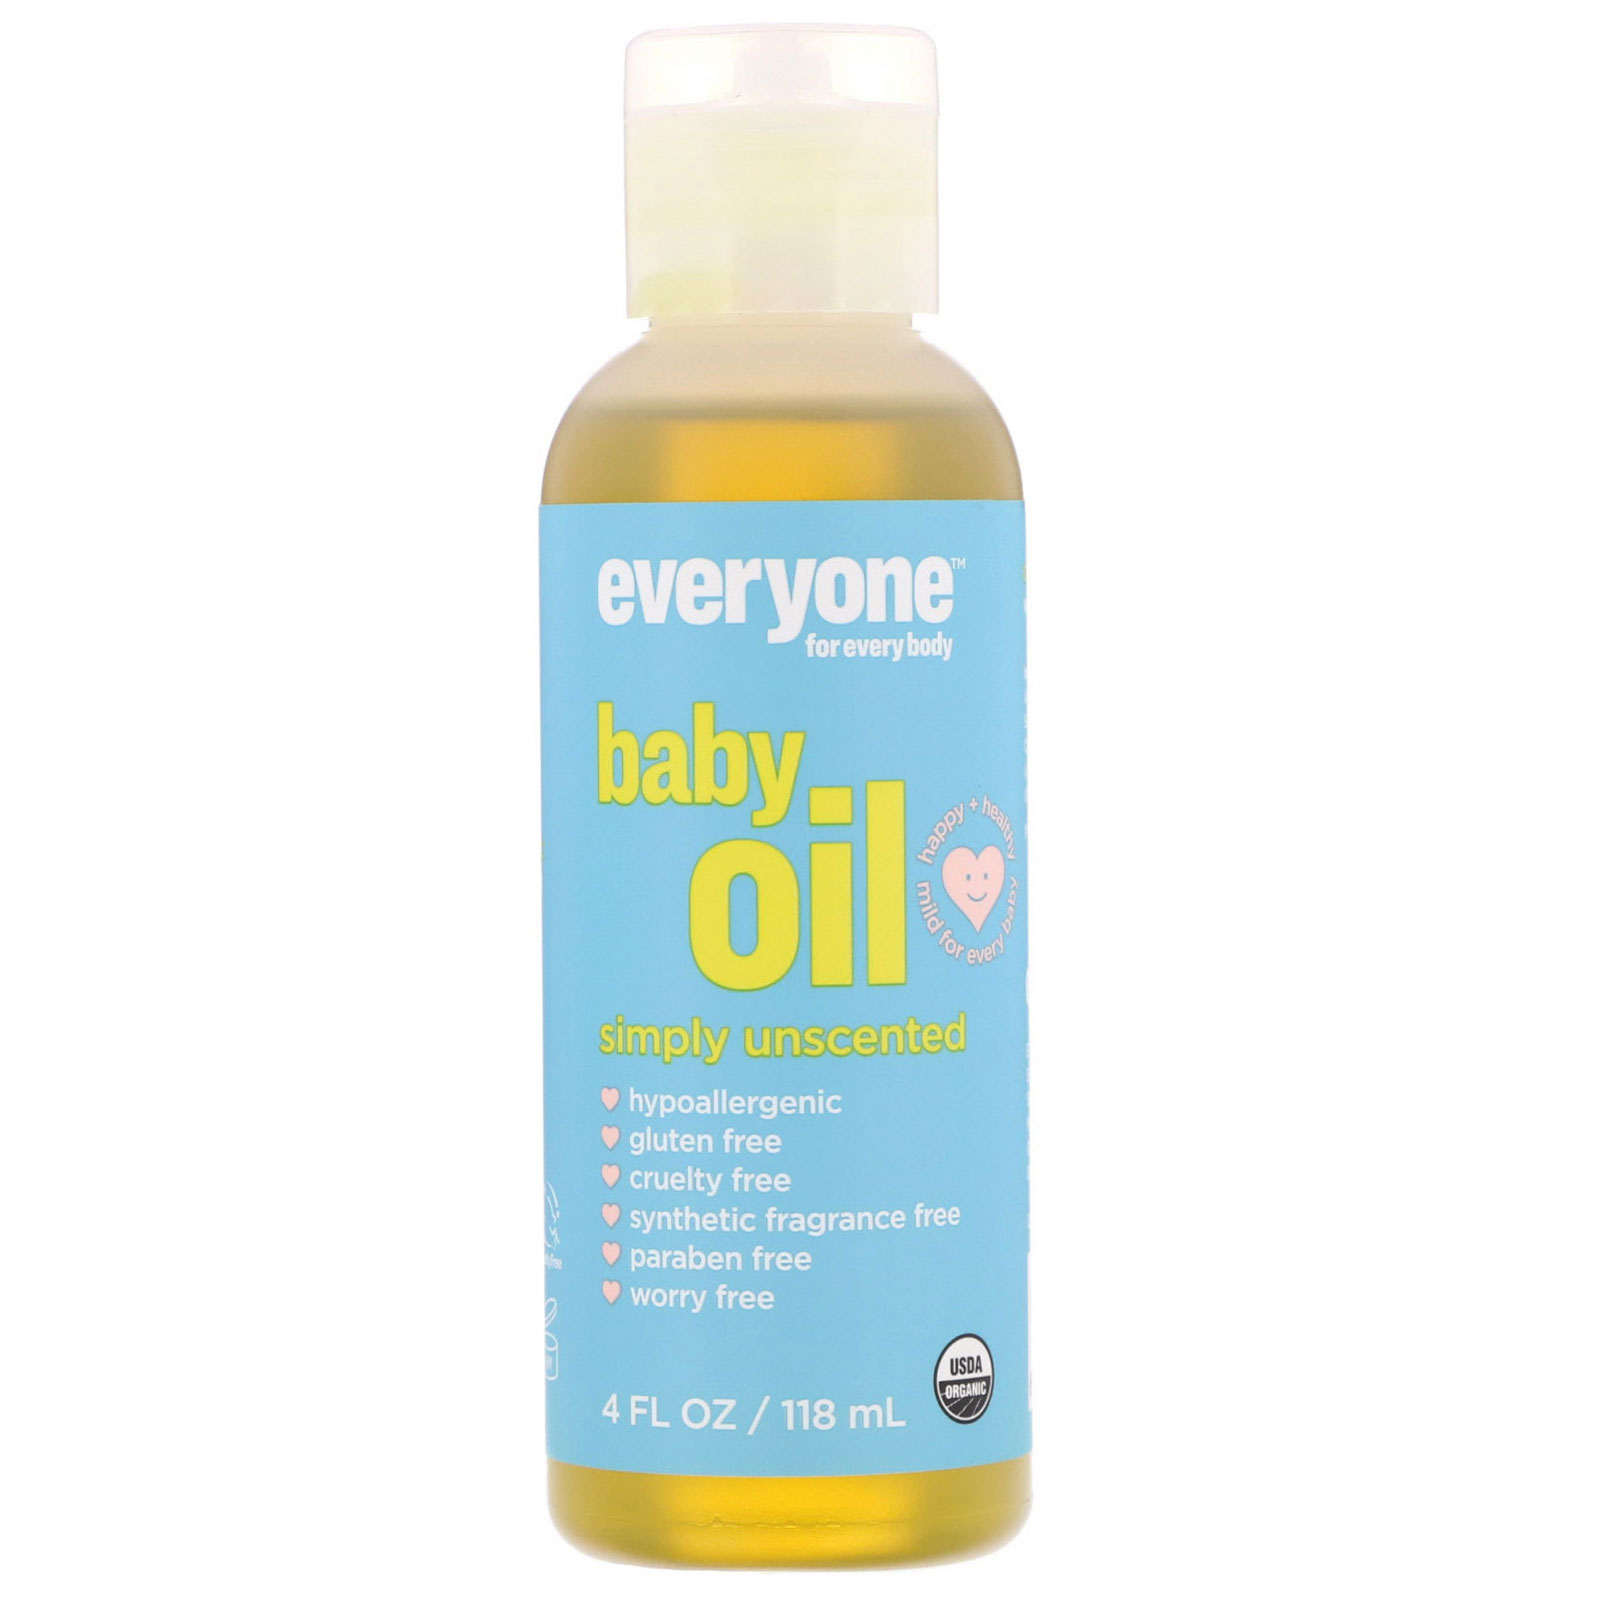 everyone™
for every body
baby
oil
happy + healthy
mild for every baby
simply unscented
hypoallergenic
gluten free
cruelty free
synthetic fragrance free
paraben free
worry free
USDA
ORGANIC
4 FL OZ / 118 mL